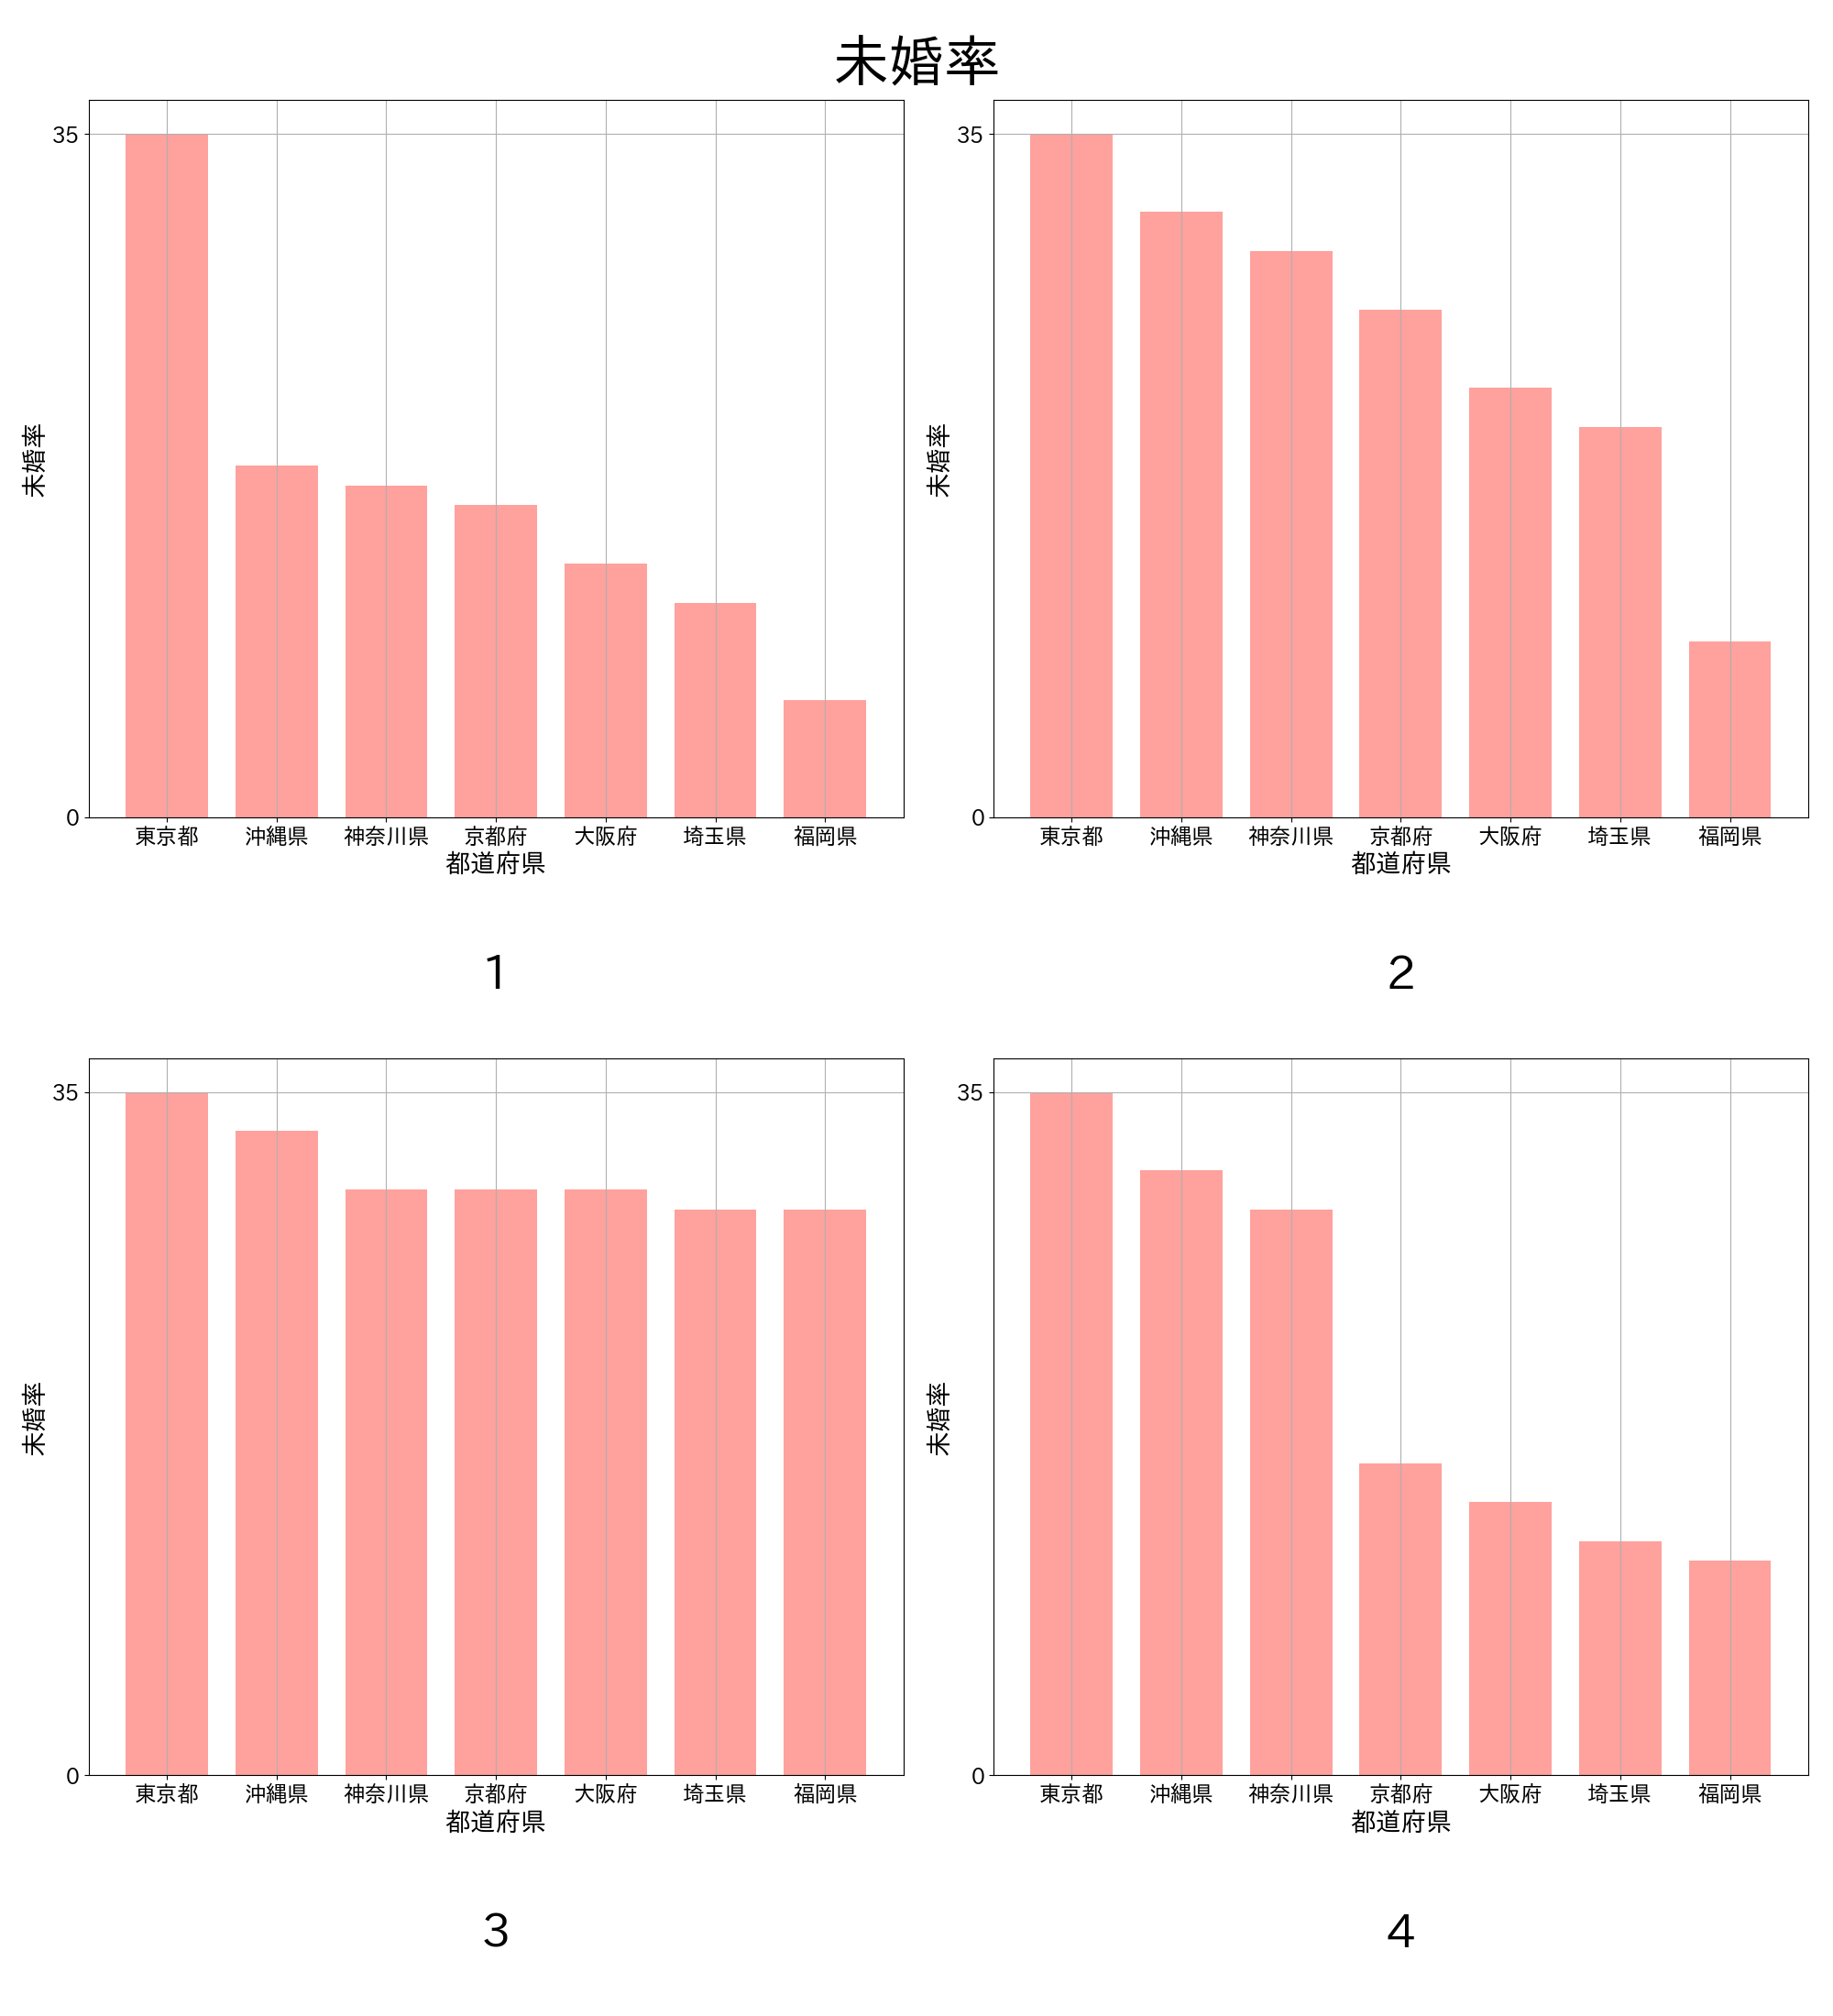 未婚率
35
0
未婚率
東京都 沖縄県 神奈川県 京都府 大阪府 埼玉県 福岡県
都道府県
1
35
0
未婚率
東京都 沖縄県 神奈川県 京都府 大阪府 埼玉県 福岡県
都道府県
2
35
0
未婚率
東京都 沖縄県 神奈川県 京都府 大阪府 埼玉県 福岡県
都道府県
3
35
0
未婚率
東京都 沖縄県 神奈川県 京都府 大阪府 埼玉県 福岡県
都道府県
4